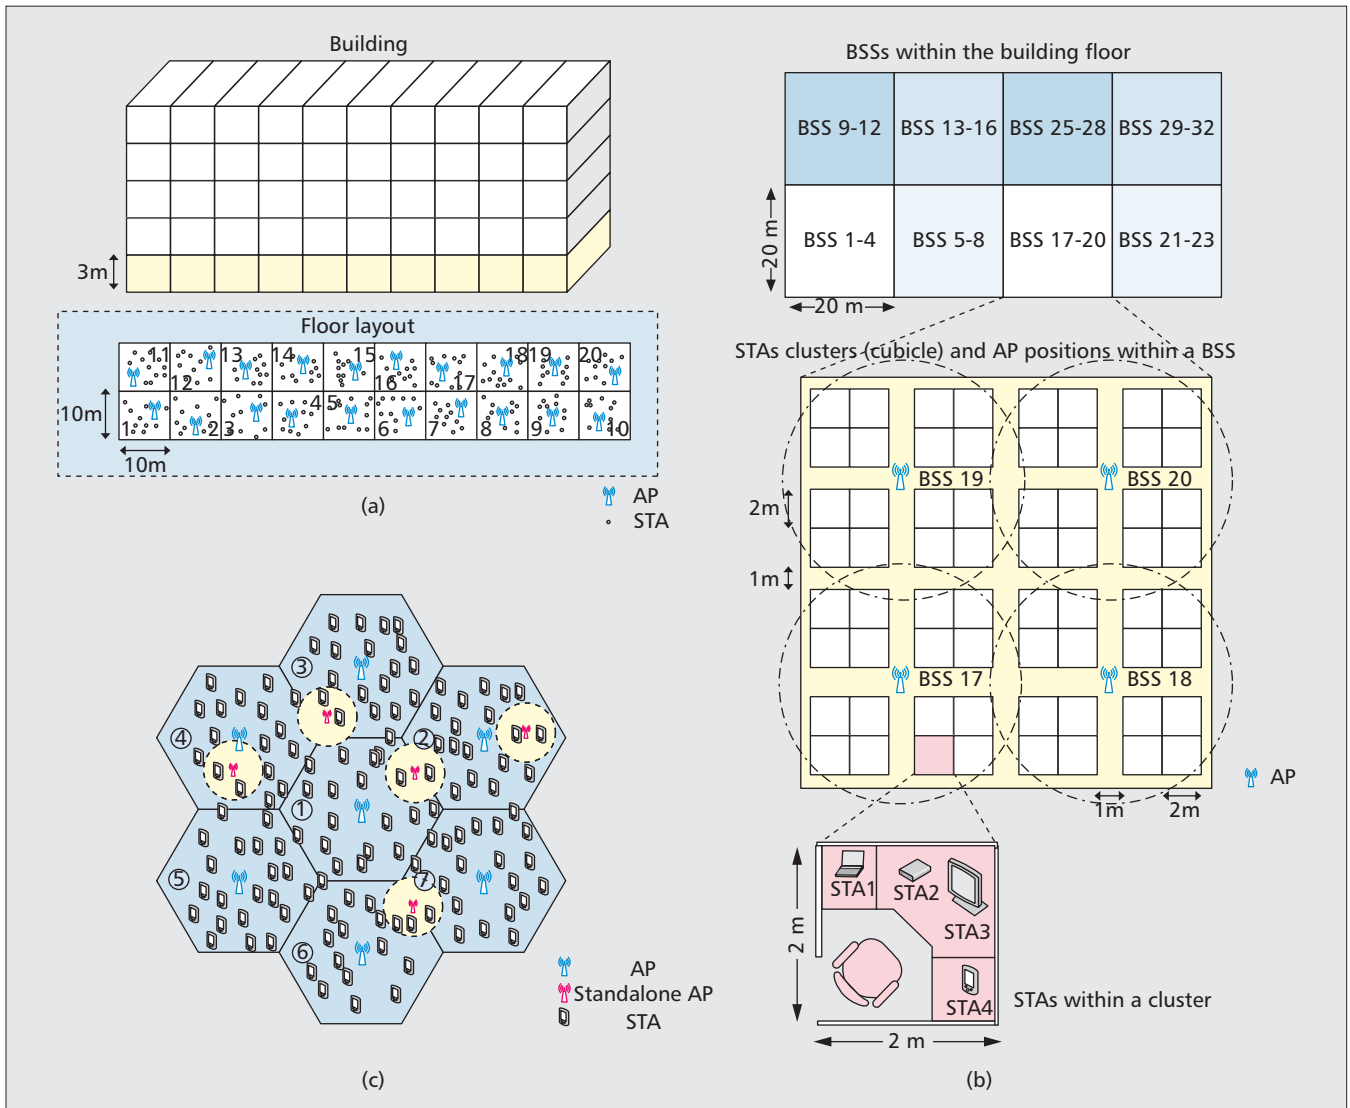 Building
3m
Floor layout
11 12 13 14 15 16 17 18 19 20
10m
1 2 3 4 5 6 7 8 9 10
10m
(a)
AP
STA
BSSs within the building floor
BSS 9-12 BSS 13-16 BSS 25-28 BSS 29-32
BSS 1-4 BSS 5-8 BSS 17-20 BSS 21-23
20 m
20 m
STAs clusters (cubicle) and AP positions within a BSS
BSS 19 BSS 20
2m
1m
BSS 17 BSS 18
AP
1m 2m
STA1 STA2
STA3
STA4
2 m
2 m
STAs within a cluster
(b)
3
4 2
1
5 7
6
AP
Standalone AP
STA
(c)